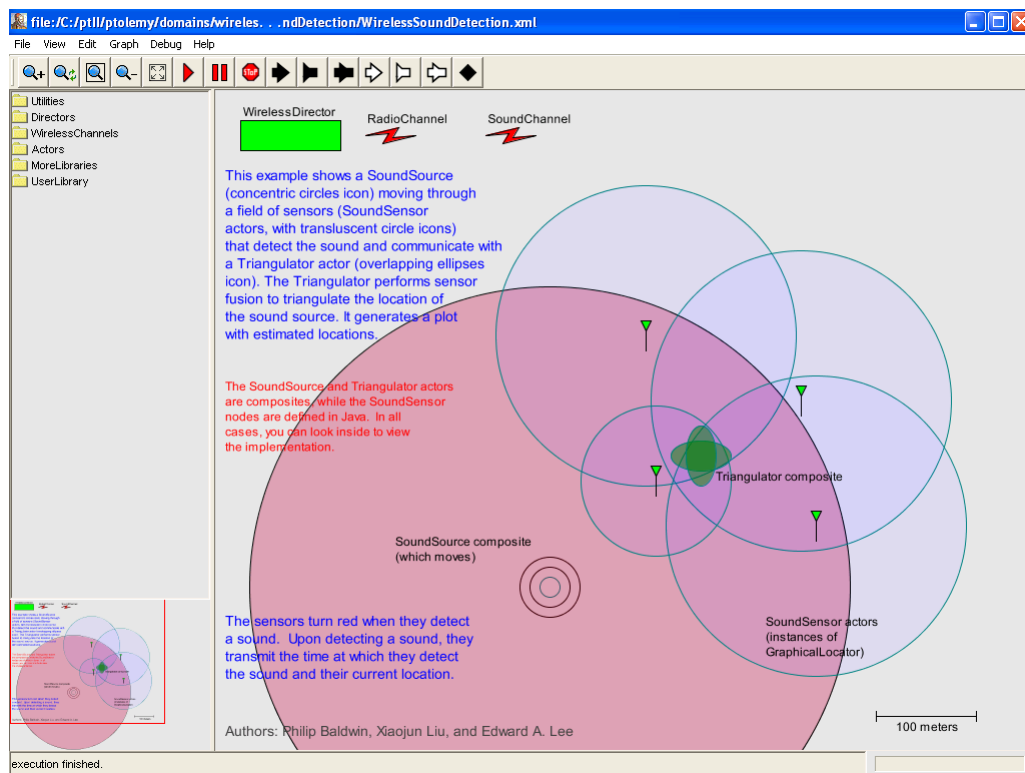 file:/C:/ptII/ptolemy/domains/wireles. . .ndDetection/WirelessSoundDetection.xml
File View Edit Graph Debug Help
STOP
Utilities
Directors
WirelessChannels
Actors
MoreLibraries
UserLibrary
WirelessDirector
RadioChannel
SoundChannel
This example shows a SoundSource
(concentric circles icon) moving through
a field of sensors (SoundSensor
actors, with transluscent circle icons)
that detect the sound and communicate with
a Triangulator actor (overlapping ellipses
icon). The Triangulator performs sensor
fusion to triangulate the location of
the sound source. It generates a plot
with estimated locations.
The SoundSource and Triangulator actors
are composites, while the SoundSensor
nodes are defined in Java. In all
cases, you can look inside to view
the implementation.
Triangulator composite
SoundSource composite
(which moves)
The sensors turn red when they detect
a sound. Upon detecting a sound, they
transmit the time at which they detect
the sound and their current location.
SoundSensor actors
(instances of
GraphicalLocator)
100 meters
Authors: Philip Baldwin, Xiaojun Liu, and Edward A. Lee
execution finished.